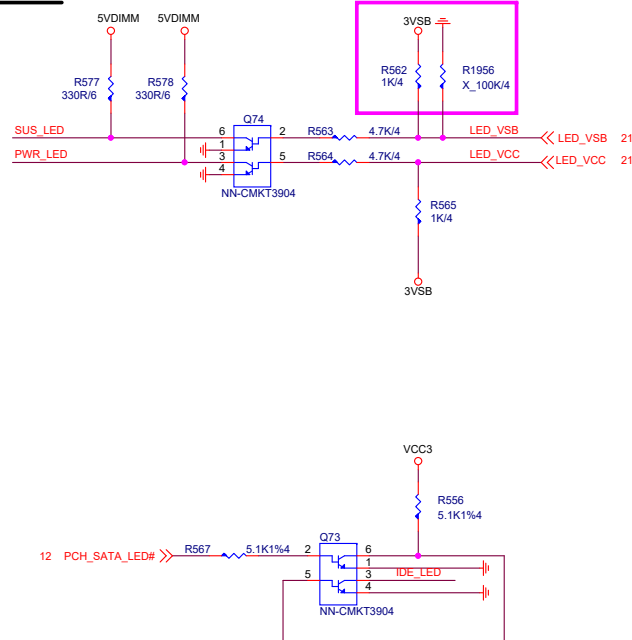 5VDIMM 5VDIMM 3VSB
R577 330R/6
R578 330R/6
R562 1K/4
R1956 X_100K/4
Q74
SUS_LED 6 2 R563 4.7K/4 LED_VSB LED_VSB 21
1
PWR_LED 3 5 R564 4.7K/4 LED_VCC LED_VCC 21
4
NN-CMKT3904
R565
1K/4
3VSB
VCC3
R556
5.1K1%4
Q73
12 PCH_SATA_LED# R567 5.1K1%4 2 6
1
5 3 IDE_LED
4
NN-CMKT3904